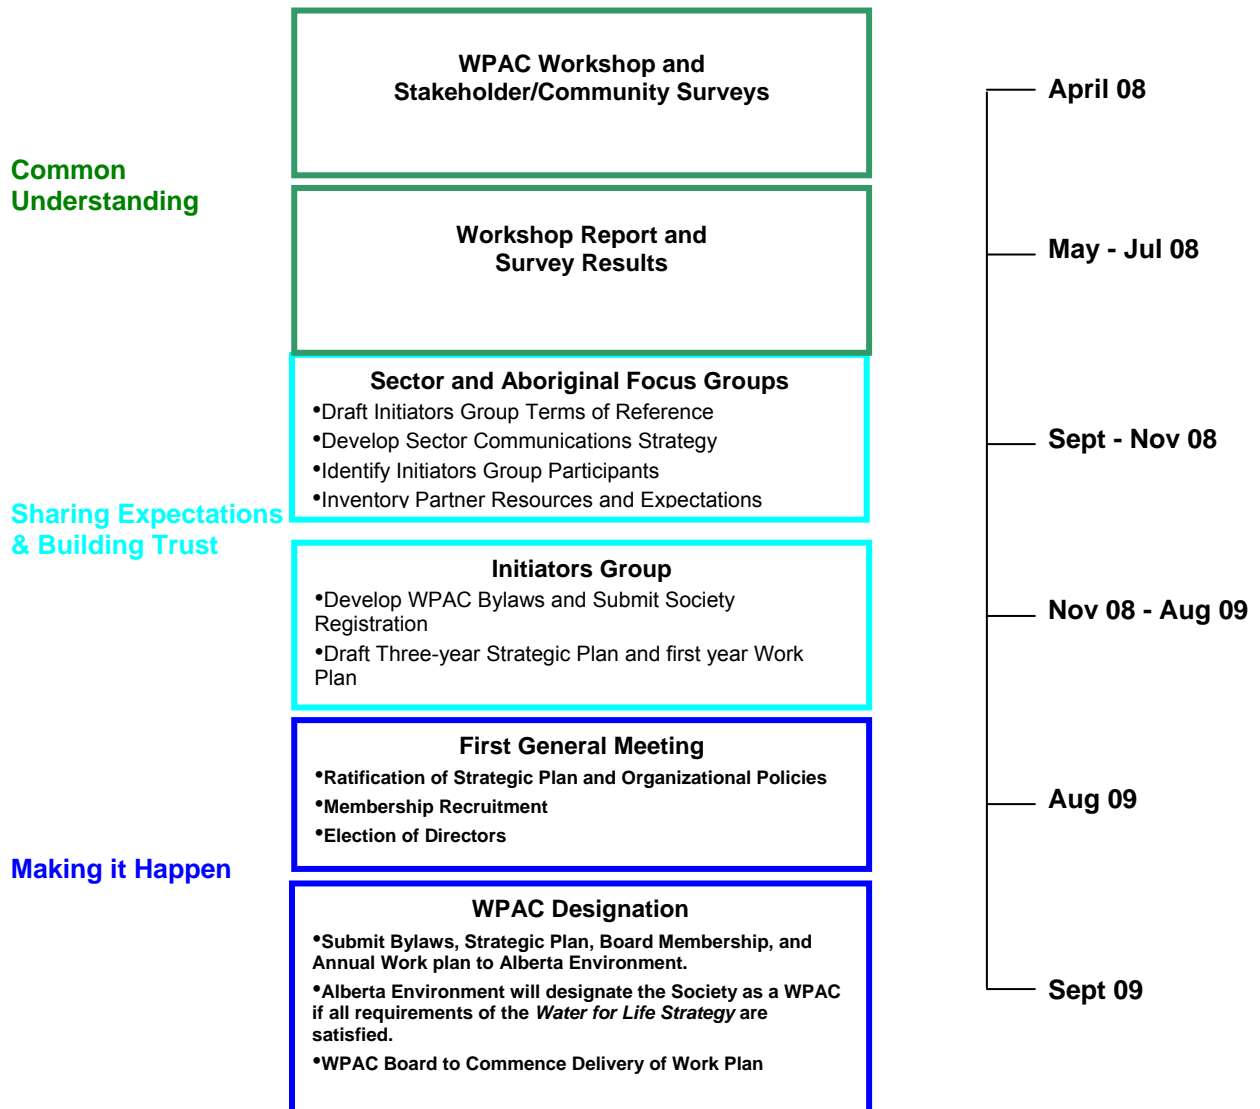 WPAC Workshop and
Stakeholder/Community Surveys
April 08
Common
Understanding
Workshop Report and
Survey Results
May - Jul 08
Sector and Aboriginal Focus Groups
•Draft Initiators Group Terms of Reference
•Develop Sector Communications Strategy
•Identify Initiators Group Participants
•Inventory Partner Resources and Expectations
Sept - Nov 08
Sharing Expectations
& Building Trust
Initiators Group
•Develop WPAC Bylaws and Submit Society
Registration
•Draft Three-year Strategic Plan and first year Work
Plan
Nov 08 - Aug 09
First General Meeting
•Ratification of Strategic Plan and Organizational Policies
•Membership Recruitment
•Election of Directors
Aug 09
Making it Happen
WPAC Designation
•Submit Bylaws, Strategic Plan, Board Membership, and
Annual Work plan to Alberta Environment.
•Alberta Environment will designate the Society as a WPAC
if all requirements of the Water for Life Strategy are
satisfied.
•WPAC Board to Commence Delivery of Work Plan
Sept 09